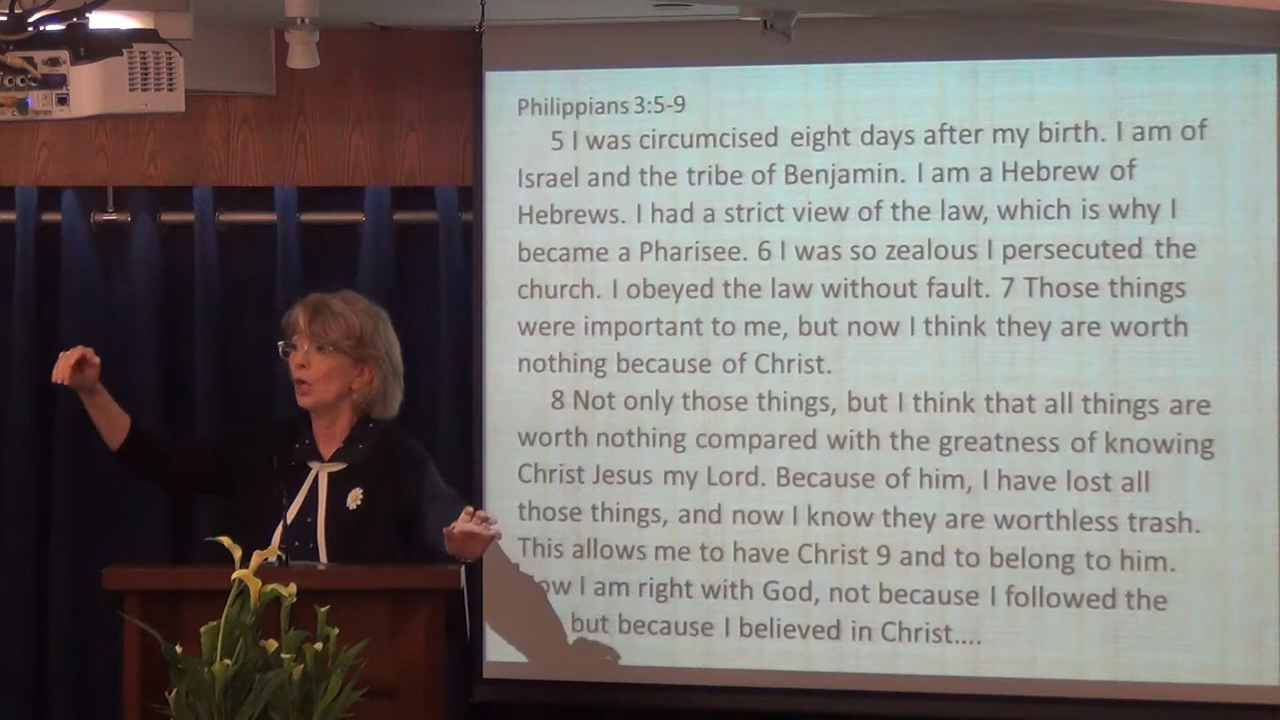 Philippians 3:5-9
5 I was circumcised eight days after my birth. I am of
Israel and the tribe of Benjamin. I am a Hebrew of
Hebrews. I had a strict view of the law, which is why I
became a Pharisee. 6 I was so zealous I persecuted the
church. I obeyed the law without fault. 7 Those things
were important to me, but now I think they are worth
nothing because of Christ.
8 Not only those things, but I think that all things are
worth nothing compared with the greatness of knowing
Christ Jesus my Lord. Because of him, I have lost all
those things, and now I know they are worthless trash.
This allows me to have Christ 9 and to belong to him.
ow I am right with God, not because I followed the
but because I believed in Christ....